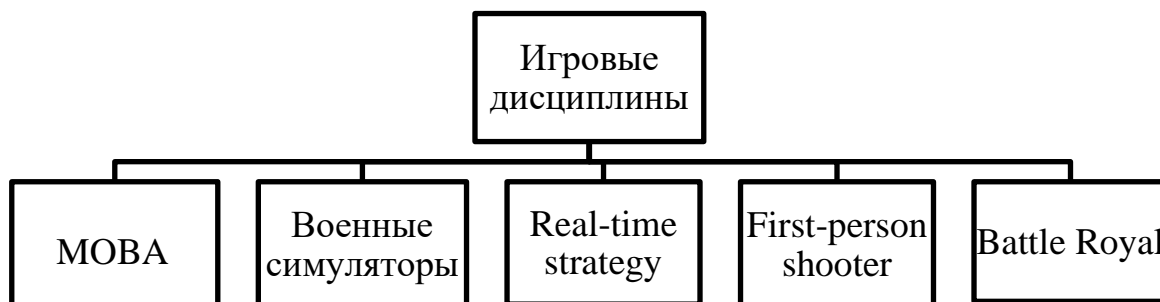 Игровые
дисциплины
MOBA
Военные
симуляторы
Real-time
strategy
First-person
shooter
Battle Royal